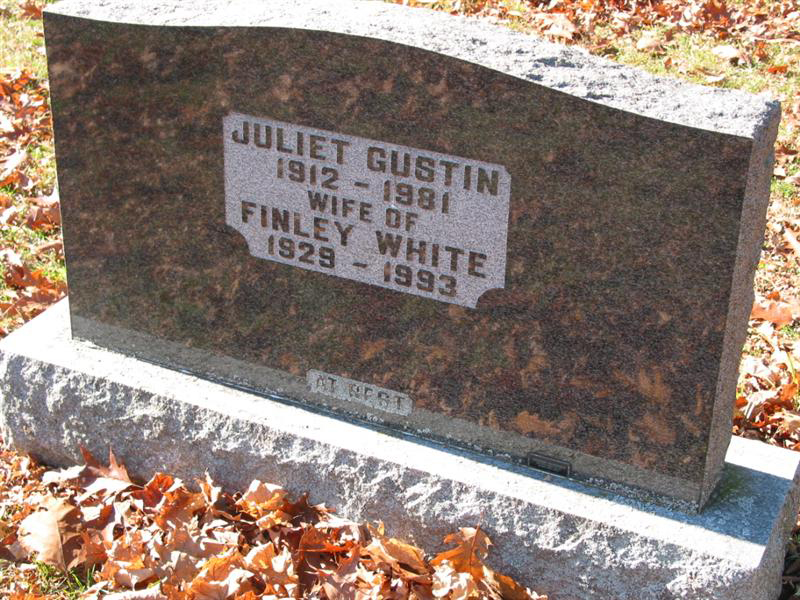 JULIET GUSTIN
1912 - 1981
WIFE OF
FINLEY WHITE
1929 - 1993
AT REST